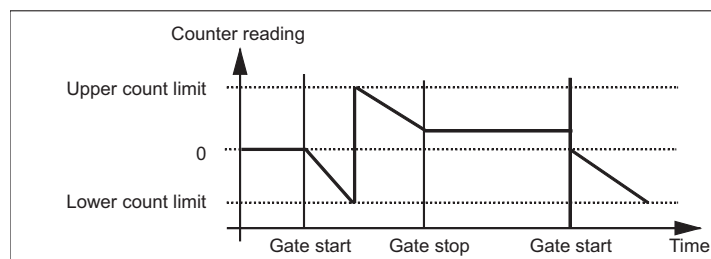 Counter reading
Upper count limit
0
Lower count limit
Gate start Gate stop Gate start Time